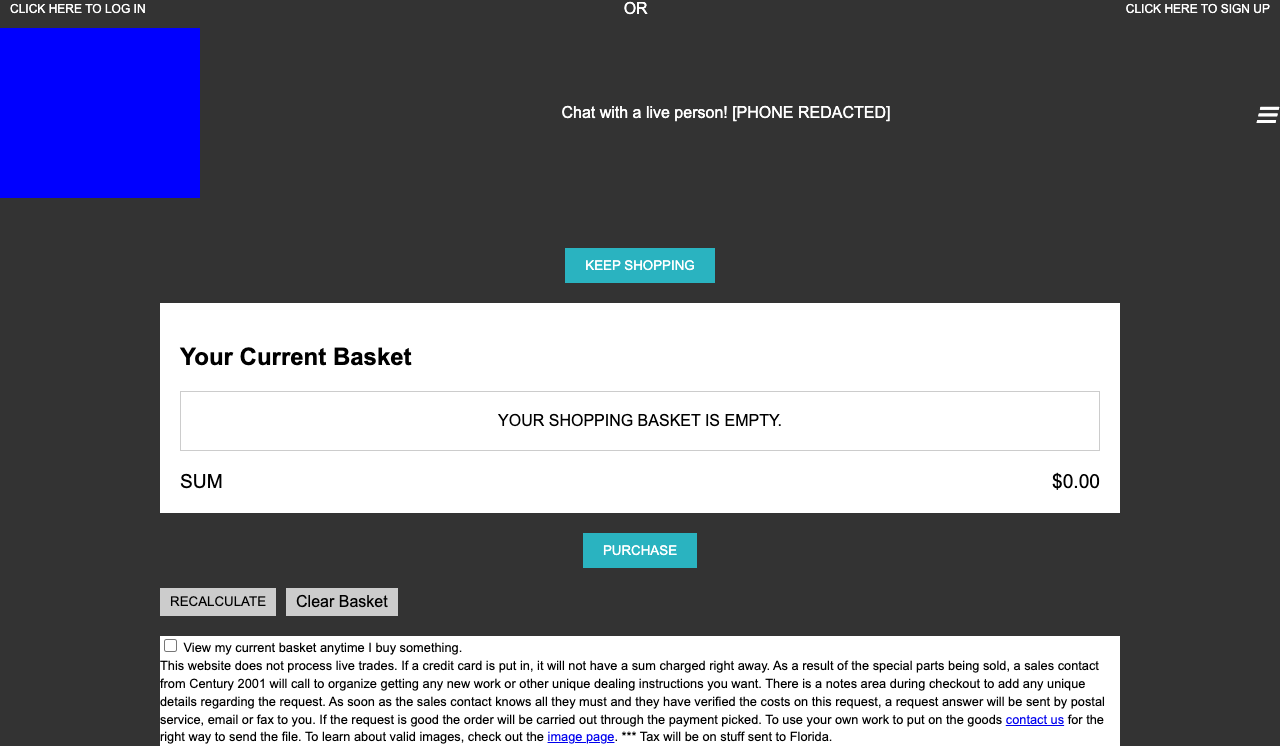 CLICK HERE TO LOG IN
OR
CLICK HERE TO SIGN UP
Chat with a live person! [PHONE REDACTED]
KEEP SHOPPING
Your Current Basket
YOUR SHOPPING BASKET IS EMPTY.
SUM $0.00
PURCHASE
RECALCULATE
Clear Basket
View my current basket anytime I buy something.
This website does not process live trades. If a credit card is put in, it will not have a sum charged right away. As a result of the special parts being sold, a sales contact
from Century 2001 will call to organize getting any new work or other unique dealing instructions you want. There is a notes area during checkout to add any unique
details regarding the request. As soon as the sales contact knows all they must and they have verified the costs on this request, a request answer will be sent by postal
service, email or fax to you. If the request is good the order will be carried out through the payment picked. To use your own work to put on the goods contact us for the
right way to send the file. To learn about valid images, check out the image page. *** Tax will be on stuff sent to Florida.